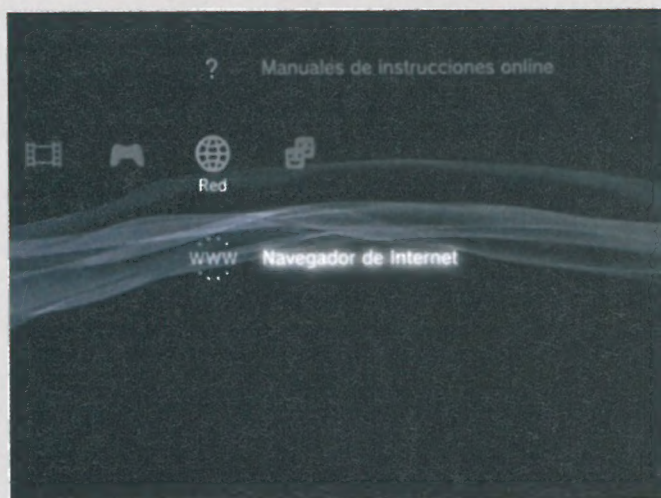 ? Manuales de instrucciones online
Red
www Navegador de Internet